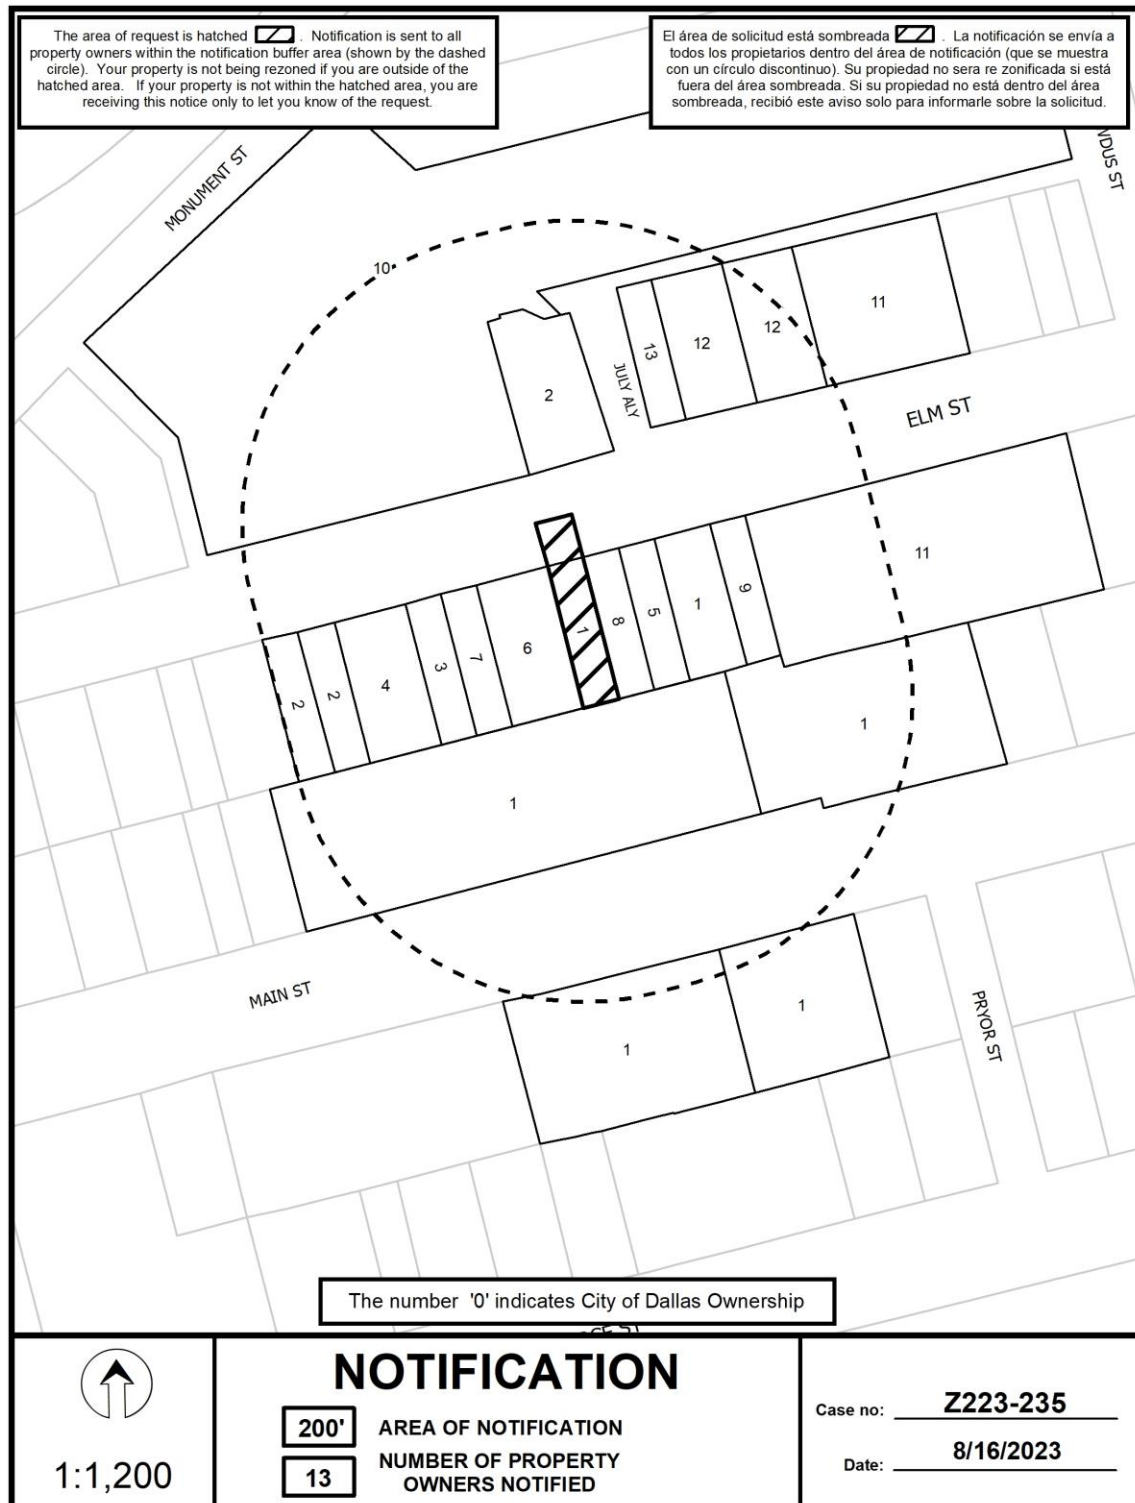 The area of request is hatched . Notification is sent to all
property owners within the notification buffer area (shown by the dashed
circle). Your property is not being rezoned if you are outside of the
hatched area. If your property is not within the hatched area, you are
receiving this notice only to let you know of the request.
El área de solicitud está sombreada . La notificación se envía a
todos los propietarios dentro del área de notificación (que se muestra
con un círculo discontinuo). Su propiedad no sera re zonificada si está
fuera del área sombreada. Si su propiedad no está dentro del área
sombreada, recibió este aviso solo para informarle sobre la solicitud.
MONUMENT ST
ST
10
11
12
12
13
2
JULY ALY
ELM ST
11
9
1
5
8
1
6
7
3
4
2
2
1
1
MAIN ST
1
1
PRYOR ST
The number '0' indicates City of Dallas Ownership
ST
1:1,200
NOTIFICATION
200' AREA OF NOTIFICATION
13 NUMBER OF PROPERTY
OWNERS NOTIFIED
Case no: Z223-235
Date: 8/16/2023